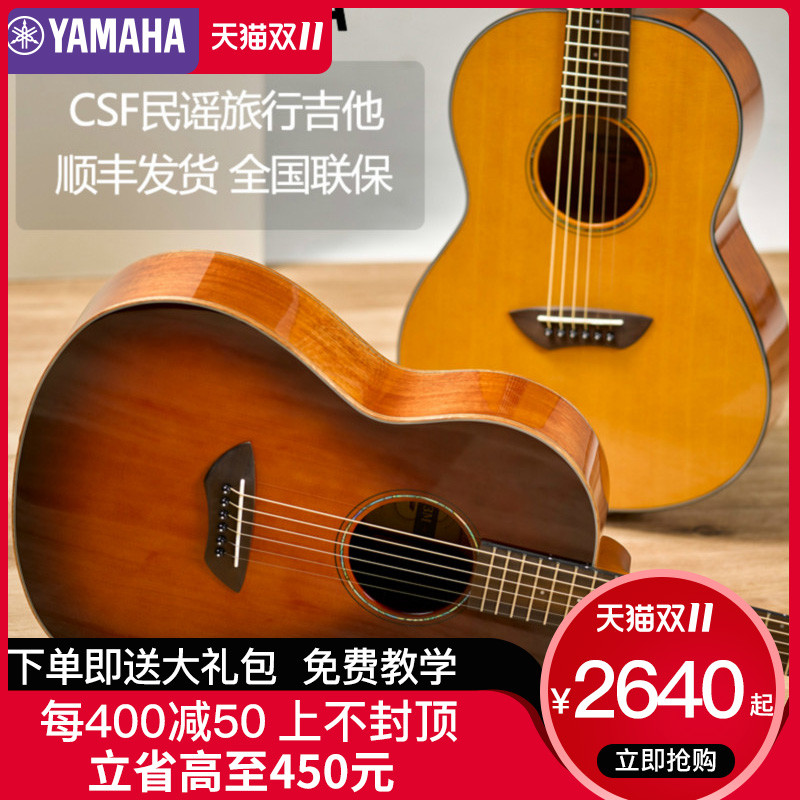 YAMAHA 天猫双11
CSF民谣旅行吉他
顺丰发货 全国联保
下单即送大礼包 免费教学
每400减50 上不封顶
立省高至450元
天猫双11
¥2640起
立即抢购